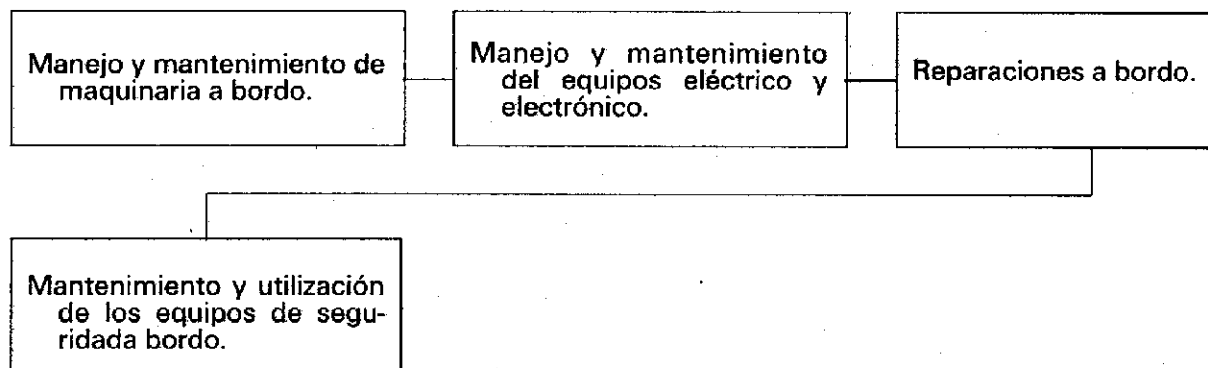 Manejo y mantenimiento de
maquinaria a bordo.
Manejo y mantenimiento
del equipos eléctrico y
electrónico.
Reparaciones a bordo.
Mantenimiento y utilización
de los equipos de segu-
ridada bordo.